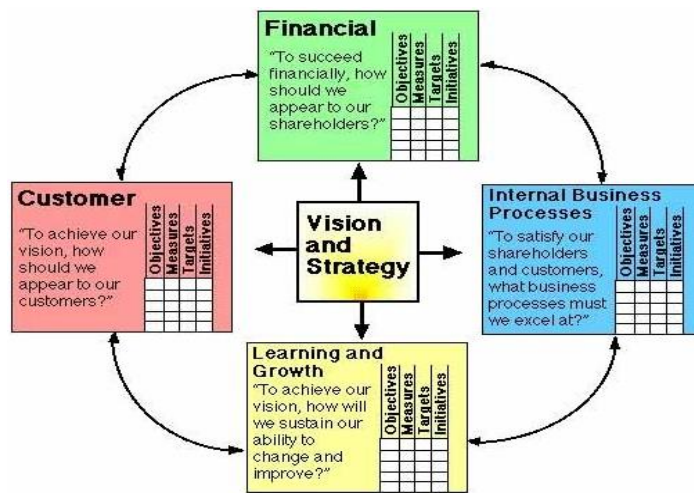 Financial
"To succeed
financially, how
should we
appear to our
shareholders?"
Objectives
Measures
Targets
Initiatives
Customer
"To achieve our
vision, how
should we
appear to our
customers?"
Objectives
Measures
Targets
Initiatives
Vision
and
Strategy
Internal Business
Processes
"To satisfy our
shareholders
and customers,
what business
processes must
we excel at?"
Objectives
Measures
Targets
Initiatives
Learning and
Growth
"To achieve our
vision, how will
we sustain our
ability to
change and
improve?"
Objectives
Measures
Targets
Initiatives